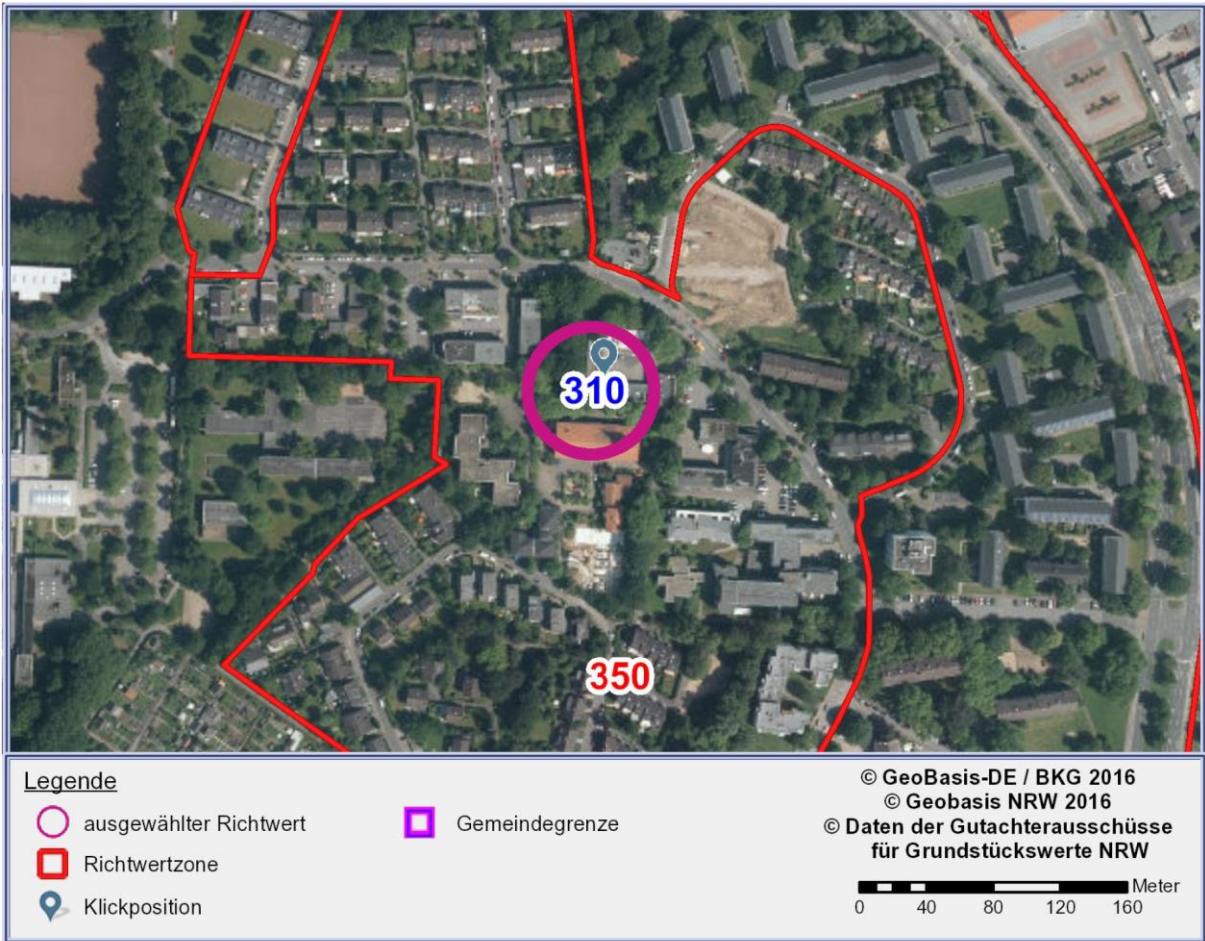 310
350
Legende
ausgewählter Richtwert
Gemeindegrenze
Richtwertzone
Klickposition
© GeoBasis-DE / BKG 2016
© Geobasis NRW 2016
© Daten der Gutachterausschüsse
für Grundstückswerte NRW
Meter
0 40 80 120 160